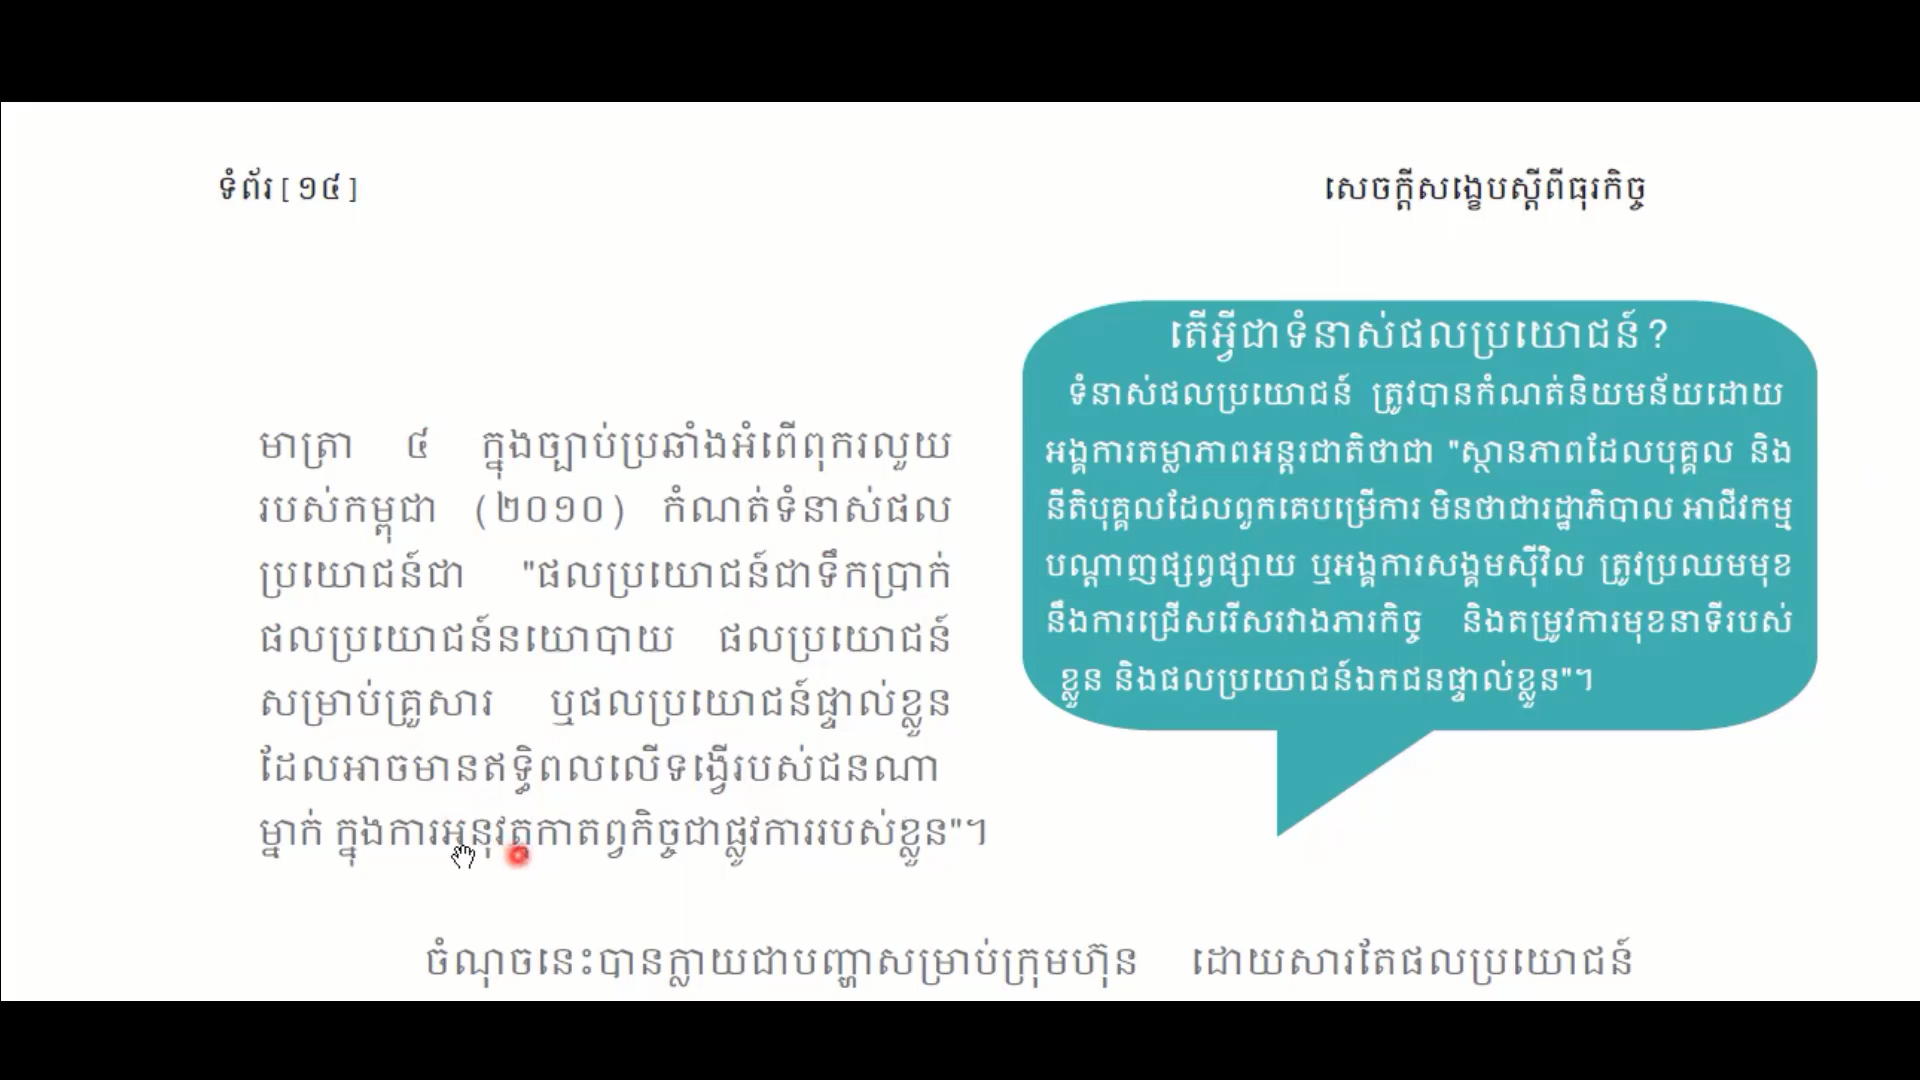 ទំព័រ [ ១៤ ]
សេចក្តីសង្ខេបស្តីពីធុរកិច្ច
មាត្រា ៤ ក្នុងច្បាប់ប្រឆាំងអំពើពុករលួយ
របស់កម្ពុជា (២០១០) កំណត់ទំនាស់ផល
ប្រយោជន៍ជា "ផលប្រយោជន៍ជាទឹកប្រាក់
ផលប្រយោជន៍នយោបាយ ផលប្រយោជន៍
សម្រាប់គ្រួសារ ឬផលប្រយោជន៍ផ្ទាល់ខ្លួន
ដែលអាចមានឥទ្ធិពលលើទង្វើរបស់ជនណា
ម្នាក់ ក្នុងការអនុវត្តកាតព្វកិច្ចជាផ្លូវការរបស់ខ្លួន"។
តើអ្វីជាទំនាស់ផលប្រយោជន៍?
ទំនាស់ផលប្រយោជន៍ ត្រូវបានកំណត់និយមន័យដោយ
អង្គការតម្លាភាពអន្តរជាតិថាជា "ស្ថានភាពដែលបុគ្គល និង
នីតិបុគ្គលដែលពួកគេបម្រើការ មិនថាជារដ្ឋាភិបាល អាជីវកម្ម
បណ្តាញផ្សព្វផ្សាយ ឬអង្គការសង្គមស៊ីវិល ត្រូវប្រឈមមុខ
នឹងការជ្រើសរើសរវាងភារកិច្ច និងតម្រូវការមុខនាទីរបស់
ខ្លួន និងផលប្រយោជន៍ឯកជនផ្ទាល់ខ្លួន"។
ចំណុចនេះបានក្លាយជាបញ្ហាសម្រាប់ក្រុមហ៊ុន ដោយសារតែផលប្រយោជន៍